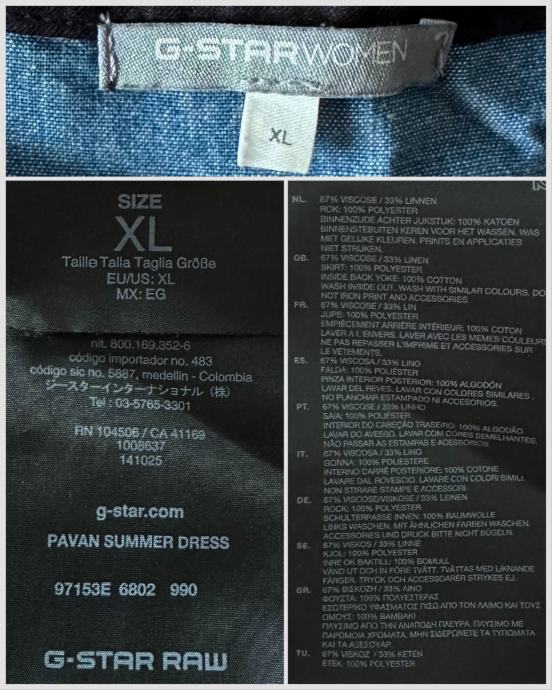 G-STAR WOMEN
XL
SIZE
XL
Taille Talla Taglia Größe
EU/US: XL
MX: EG
nit. 800.169.352-6
código importador no. 483
código sic no. 5887, medellin - Colombia
ジースターインターナショナル(株)
Tel : 03-5765-3301
RN 104506 / CA 41169
1008637
141025
g-star.com
PAVAN SUMMER DRESS
97153E 6802 990
G-STAR RAW
NL. 67% VISCOSE / 33% LINNEN
ROK: 100% POLYESTER
BINNENZIJDE ACHTER JUKSTUK: 100% KATOEN
BINNENSTEBUITEN KEREN VOOR HET WASSEN. WAS
MET GELIJKE KLEUREN. PRINTS EN APPLICATIES
NIET STRIJKEN.
GB. 67% VISCOSE / 33% LINEN
SKIRT: 100% POLYESTER
INSIDE BACK YOKE: 100% COTTON
WASH INSIDE OUT. WASH WITH SIMILAR COLOURS. DO
NOT IRON PRINT AND ACCESSORIES.
FR. 67% VISCOSE / 33% LIN
JUPE: 100% POLYESTER
EMPIÈCEMENT ARRIÈRE INTÉRIEUR: 100% COTON
LAVER A L'ENVERS. LAVER AVEC LES MEMES COULEURS
NE PAS REPASSER L'IMPRIME ET ACCESSORIES SUR
LE VETEMENTS.
ES. 67% VISCOSA / 33% LINO
FALDA: 100% POLIÉSTER
PINZA INTERIOR POSTERIOR: 100% ALGODÓN
LAVAR DEL REVES. LAVAR CON COLORES SIMILARES .
NO PLANCHAR ESTAMPADO NI ACCESORIOS.
PT. 67% VISCOSE / 33% LINHO
SAIA: 100% POLIESTER
INTERIOR DO CABEÇÃO TRASEIRO: 100% ALGODÃO
LAVAR DO AVESSO. LAVAR COM CORES SEMELHANTES.
NÃO PASSAR AS ESTAMPAS E ACESSORIOS.
IT. 67% VISCOSA / 33% LINO
GONNA: 100% POLIESTERE
INTERNO CARRÉ POSTERIORE: 100% COTONE
LAVARE DAL ROVESCIO. LAVARE CON COLORI SIMILI.
NON STIRARE STAMPE E ACCESSORI.
DE. 67% VISCOSE/VISKOSE / 33% LEINEN
ROCK: 100% POLYESTER
SCHULTERPASSE INNEN: 100% BAUMWOLLE
LINKS WASCHEN. MIT ÄHNLICHEN FARBEN WASCHEN.
ACCESSORIES UND DRUCK BITTE NICHT BÜGELN.
SE. 67% VISKOS / 33% LINNE
KJOL: 100% POLYESTER
INRE OK BAKTILL: 100% BOMULL
VÄND UT OCH IN FÖRE TVÄTT. TVÄTTAS MED LIKNANDE
FÄRGER. TRYCK OCH ACCESSOARER STRYKES EJ.
GR. 67% ΒΙΣΚΟΖΗ / 33% ΛΙΝΟ
ΦΟΥΣΤΑ: 100% ΠΟΛΥΕΣΤΕΡΑΣ
ΕΣΩΤΕΡΙΚΟ ΥΦΑΣΜΑΤΟΣ ΠΙΣΩ ΑΠΟ ΤΟΝ ΛΑΙΜΟ ΚΑΙ ΤΟΥΣ
ΩΜΟΥΣ: 100% ΒΑΜΒΑΚΙ
ΠΛΥΣΙΜΟ ΑΠΟ ΤΗΝ ΑΝΑΠΟΔΗ ΠΛΕΥΡΑ. ΠΛΥΣΙΜΟ ΜΕ
ΠΑΡΟΜΟΙΑ ΧΡΩΜΑΤΑ. ΜΗΝ ΣΙΔΕΡΩΝΕΤΕ ΤΑ ΤΥΠΩΜΑΤΑ
ΚΑΙ ΤΑ ΑΞΕΣΟΥΑΡ.
TU. 67% VISKOZ / 33% KETEN
ETEK: 100% POLYESTER